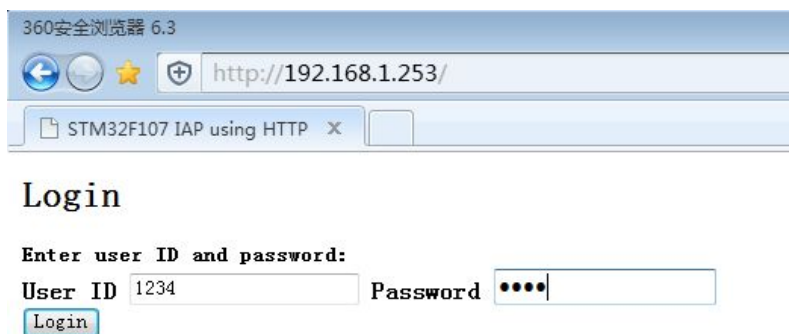 360安全浏览器 6.3
http://192.168.1.253/
STM32F107 IAP using HTTP X
Login
Enter user ID and password:
User ID 1234 Password ••••
Login